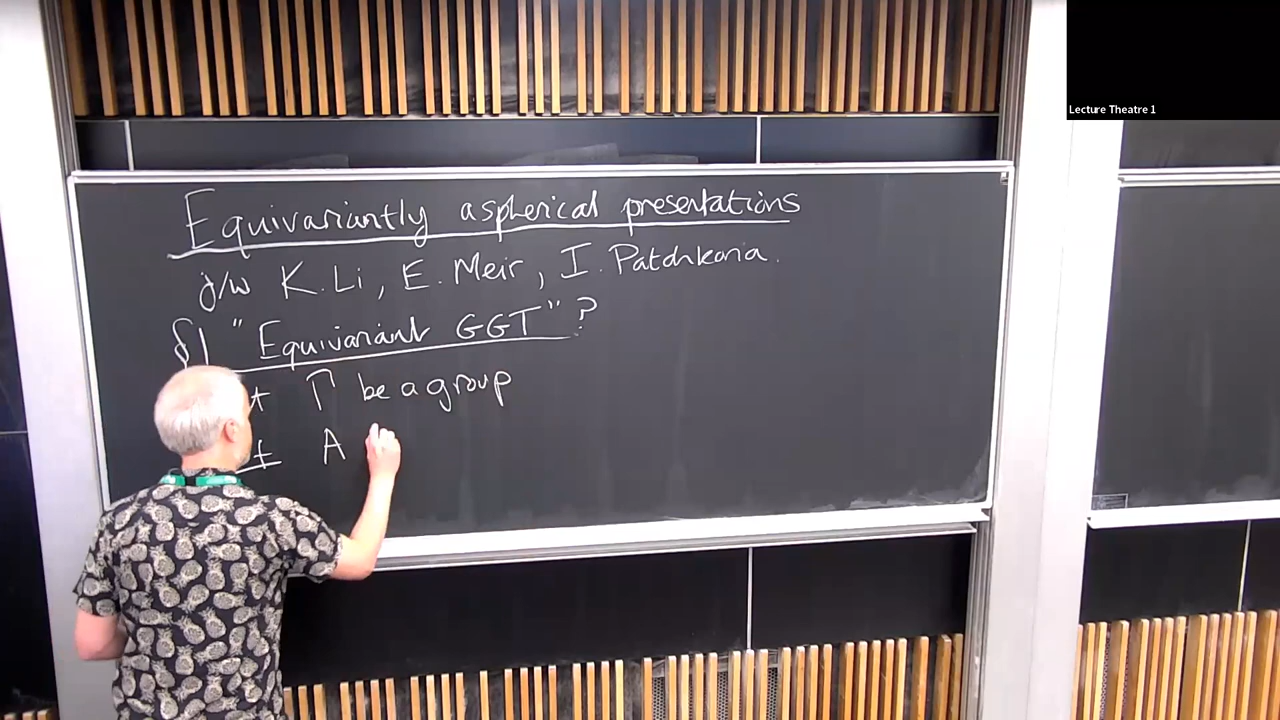 Equivariantly aspherical presentations
j/w K. Li, E. Meir, I. Patchkoria.
§1 "Equivariant GGT"?
Γ be a group
A
Lecture Theatre 1